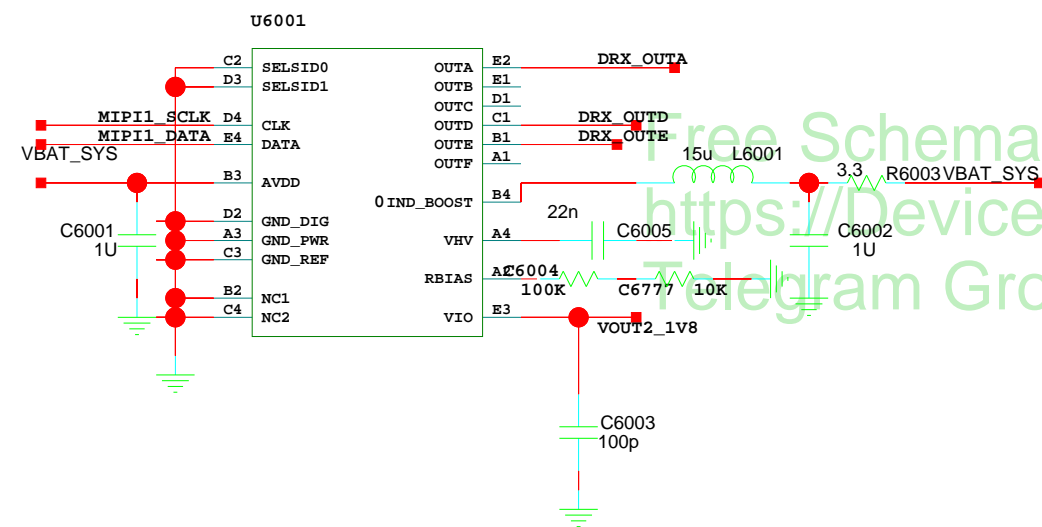 U6001
C2 SELSID0 OUTA E2 DRX_OUTA
D3 SELSID1 OUTB E1
OUTC D1
MIPI1_SCLK D4 CLK OUTD C1 DRX_OUTD
MIPI1_DATA E4 DATA OUTE B1 DRX_OUTE
Free Schema
VBAT_SYS
OUTF A1
15u L6001
B3 AVDD
3.3 R6003 VBAT_SYS
0 IND_BOOST B4
22n
https://Device
D2 GND_DIG
C6001
1U
A3 GND_PWR VHV A4 C6005
C6002
1U
C3 GND_REF
RBIAS A2 C6004
100K C6777 10K
Telegram Gro
B2 NC1
C4 NC2 VIO E3
VOUT2_1V8
C6003
100p